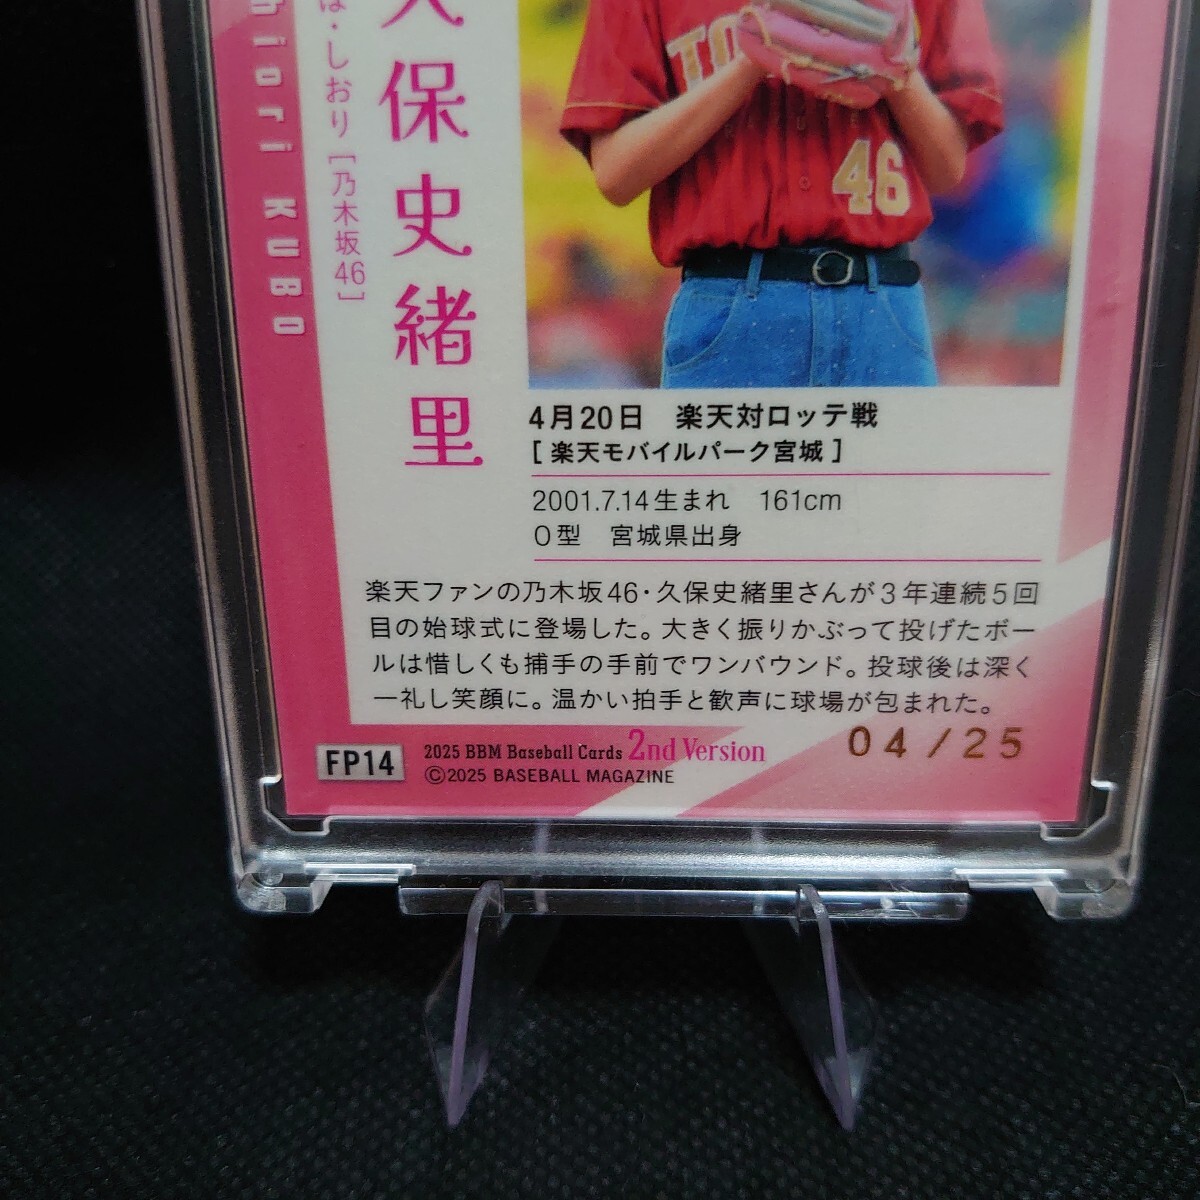 hiori KUBO
ぼ・しおり [乃木坂46]
久保史緒里
TO
46
4月20日　楽天対ロッテ戦
[ 楽天モバイルパーク宮城 ]
2001.7.14生まれ　161cm
O型　宮城県出身
楽天ファンの乃木坂46・久保史緒里さんが3年連続5回
目の始球式に登場した。大きく振りかぶって投げたボー
ルは惜しくも捕手の手前でワンバウンド。投球後は深く
一礼し笑顔に。温かい拍手と歓声に球場が包まれた。
FP14
2025 BBM Baseball Cards 2nd Version
©2025 BASEBALL MAGAZINE
04/25